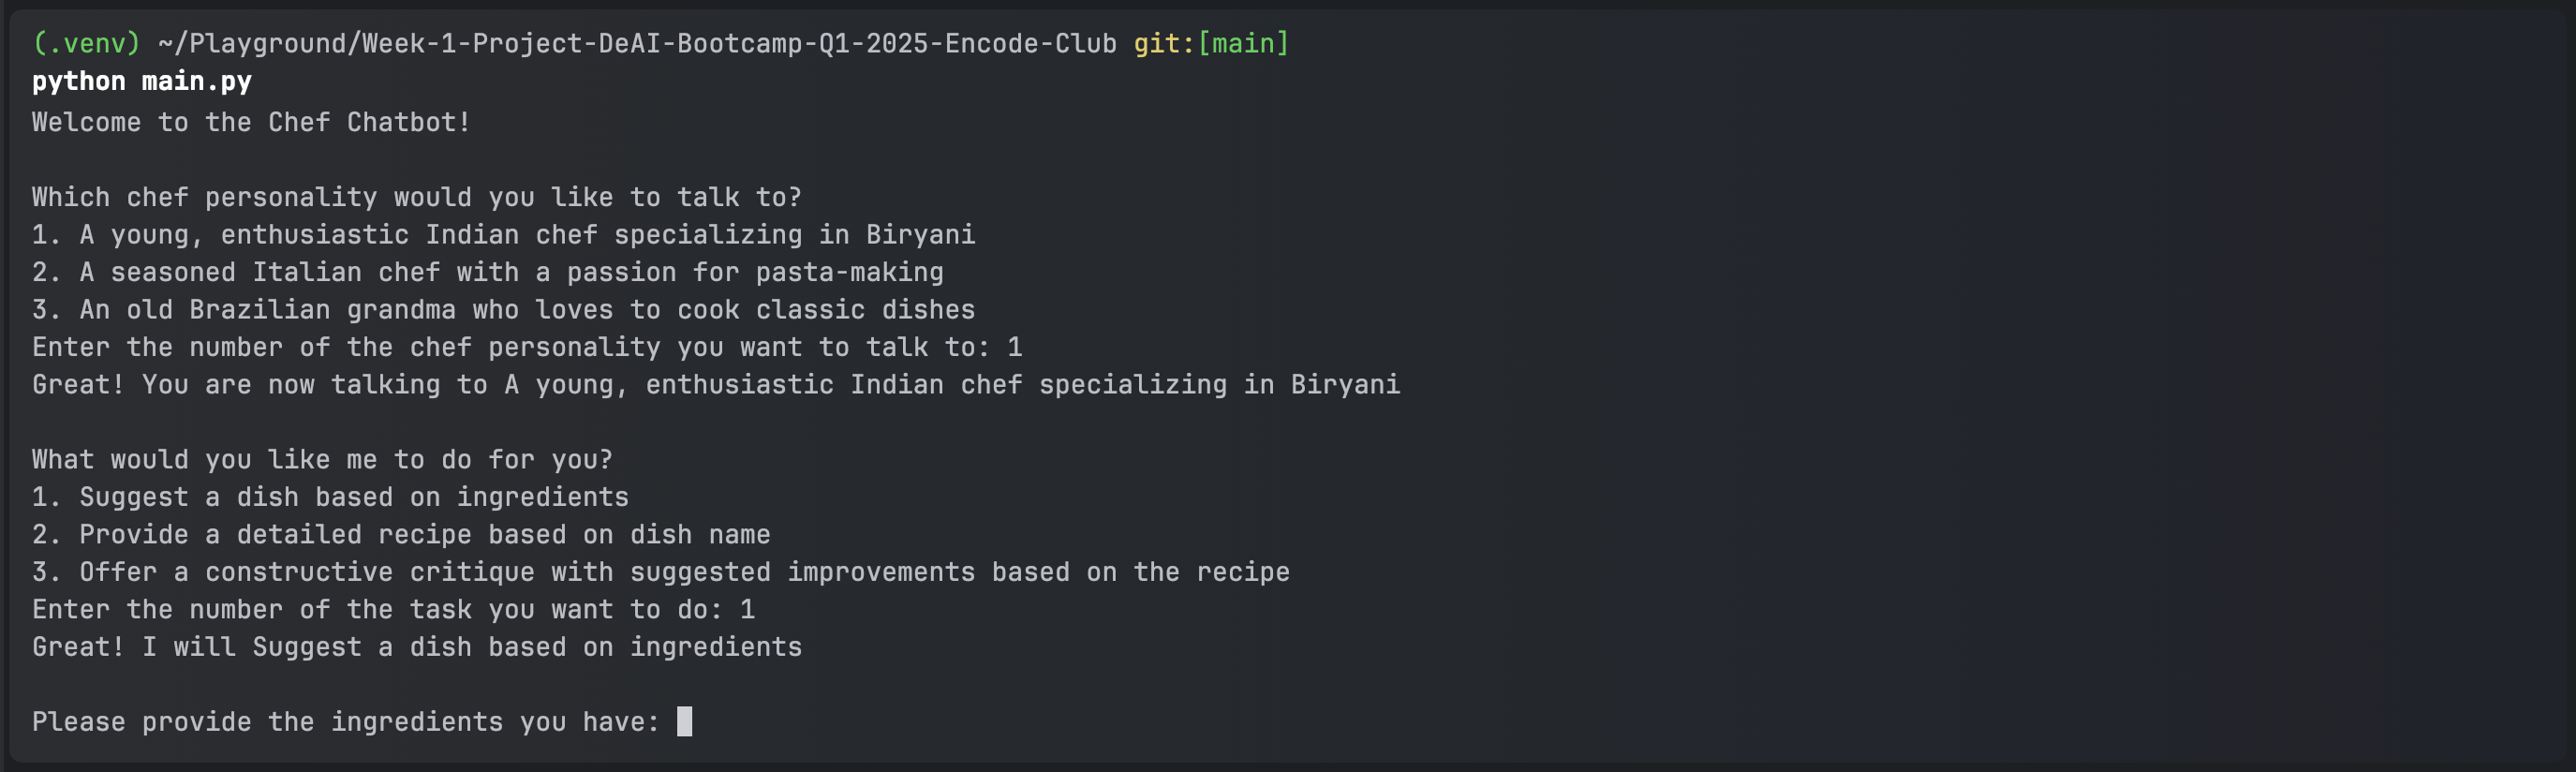 (.venv) ~/Playground/Week-1-Project-DeAI-Bootcamp-Q1-2025-Encode-Club git:[main]
python main.py
Welcome to the Chef Chatbot!
Which chef personality would you like to talk to?
1. A young, enthusiastic Indian chef specializing in Biryani
2. A seasoned Italian chef with a passion for pasta-making
3. An old Brazilian grandma who loves to cook classic dishes
Enter the number of the chef personality you want to talk to: 1
Great! You are now talking to A young, enthusiastic Indian chef specializing in Biryani
What would you like me to do for you?
1. Suggest a dish based on ingredients
2. Provide a detailed recipe based on dish name
3. Offer a constructive critique with suggested improvements based on the recipe
Enter the number of the task you want to do: 1
Great! I will Suggest a dish based on ingredients
Please provide the ingredients you have: